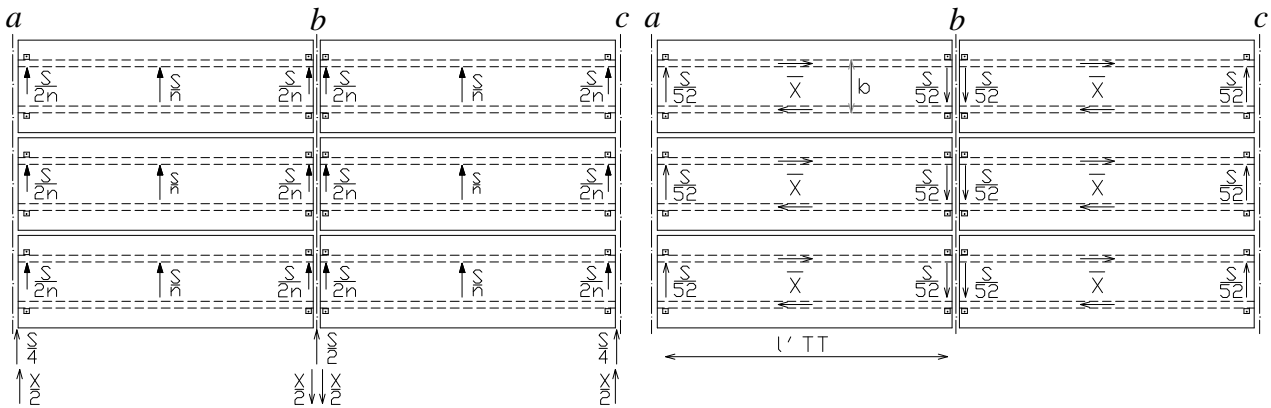 a b c a b c
S/2n S/n S/2n S/2n S/n S/2n S/52 X b S/52 S/52 X S/52
S/2n S/n S/2n S/2n S/n S/2n S/52 X S/52 S/52 X S/52
S/2n S/n S/2n S/2n S/n S/2n S/52 X S/52 S/52 X S/52
S/4 S/2 S/4 l' TT
X/2 X/2 X/2 X/2